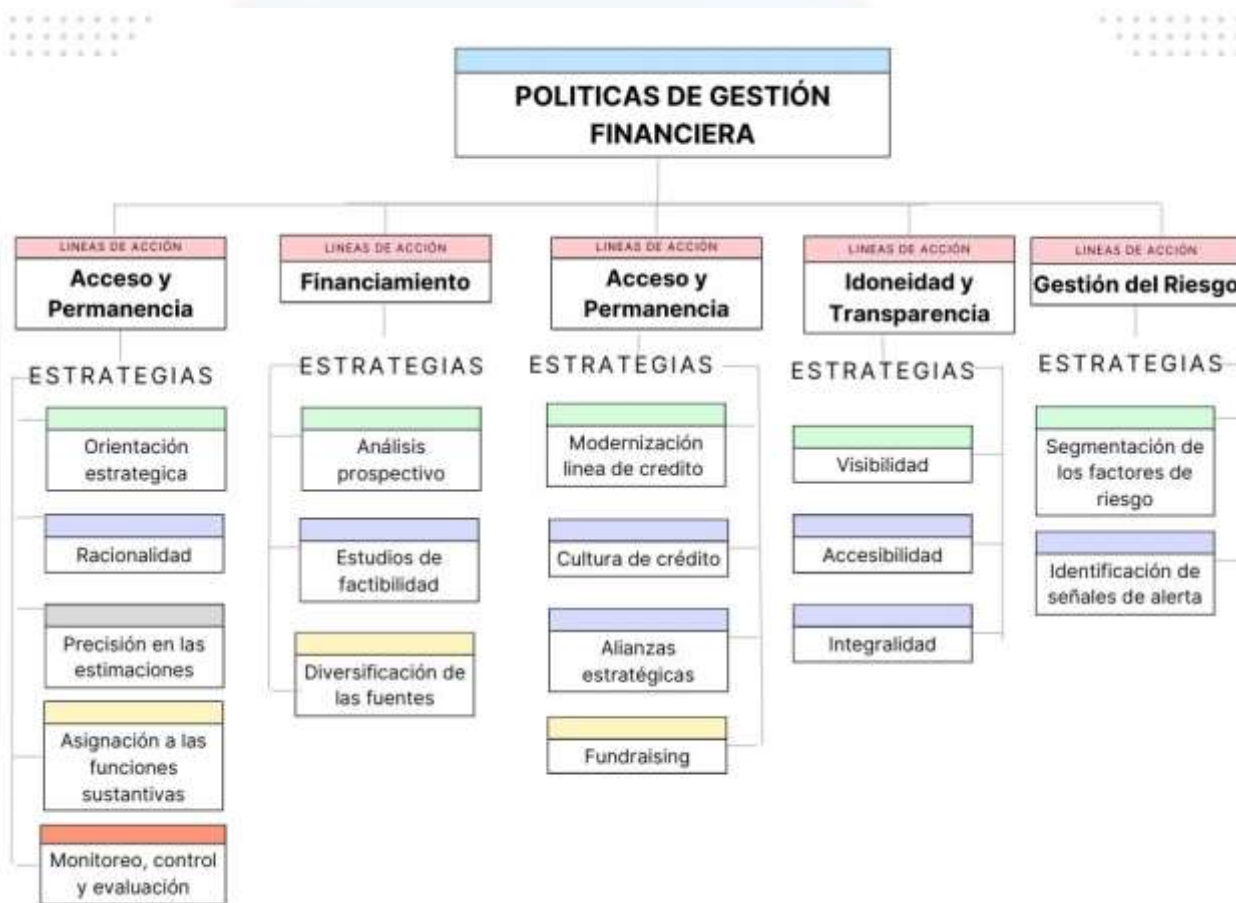 POLITICAS DE GESTIÓN
FINANCIERA
LINEAS DE ACCIÓN
Acceso y
Permanencia
ESTRATEGIAS
Orientación
estrategica
Racionalidad
Precisión en las
estimaciones
Asignación a las
funciones
sustantivas
Monitoreo, control
y evaluación
LINEAS DE ACCIÓN
Financiamiento
ESTRATEGIAS
Análisis
prospectivo
Estudios de
factibilidad
Diversificación de
las fuentes
LINEAS DE ACCIÓN
Acceso y
Permanencia
ESTRATEGIAS
Modernización
linea de credito
Cultura de crédito
Alianzas
estratégicas
Fundraising
LINEAS DE ACCIÓN
Idoneidad y
Transparencia
ESTRATEGIAS
Visibilidad
Accesibilidad
Integralidad
LINEAS DE ACCIÓN
Gestión del Riesgo
ESTRATEGIAS
Segmentación de
los factores de
riesgo
Identificación de
señales de alerta